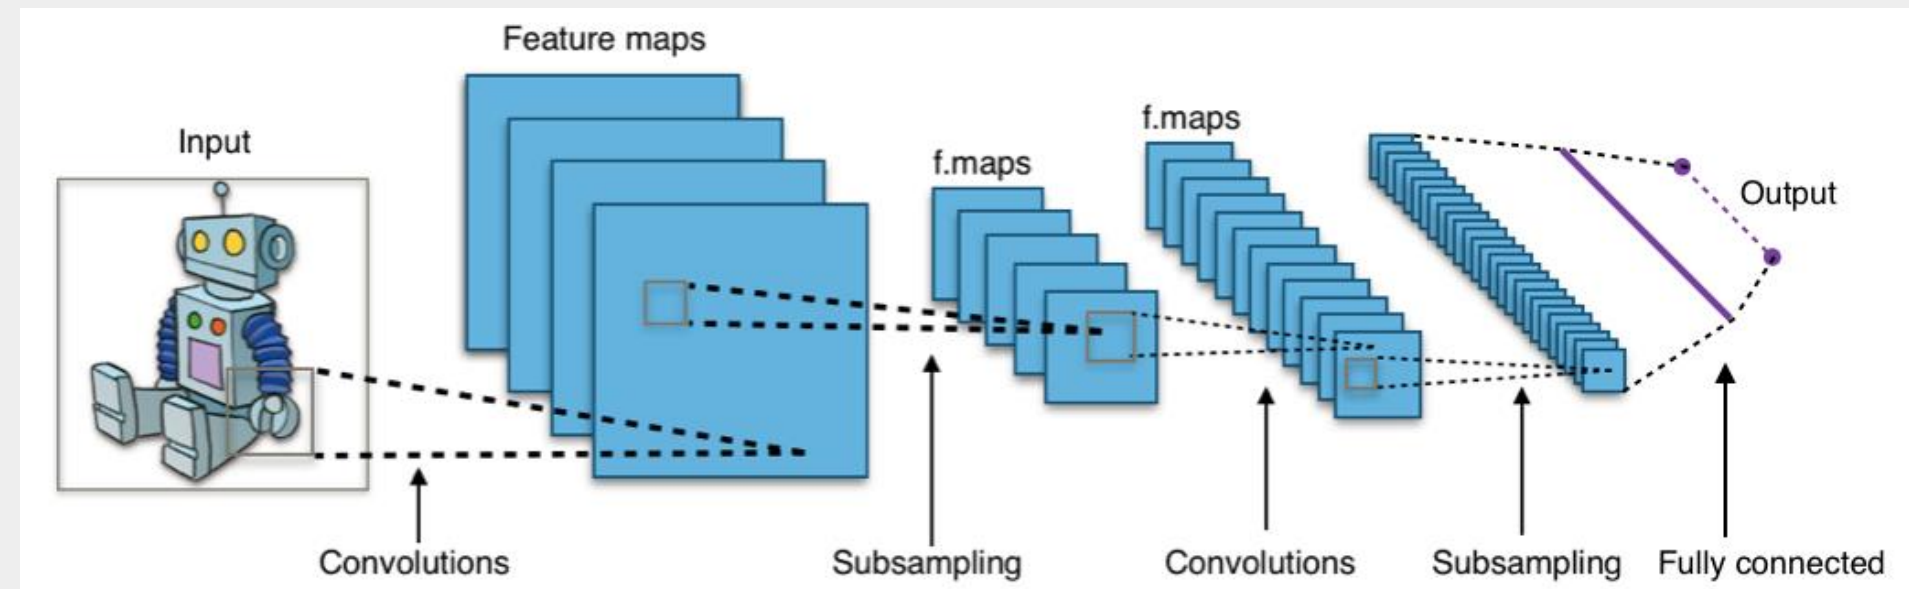 Feature maps
f.maps
Input
f.maps
Output
Convolutions
Subsampling
Convolutions
Subsampling
Fully connected